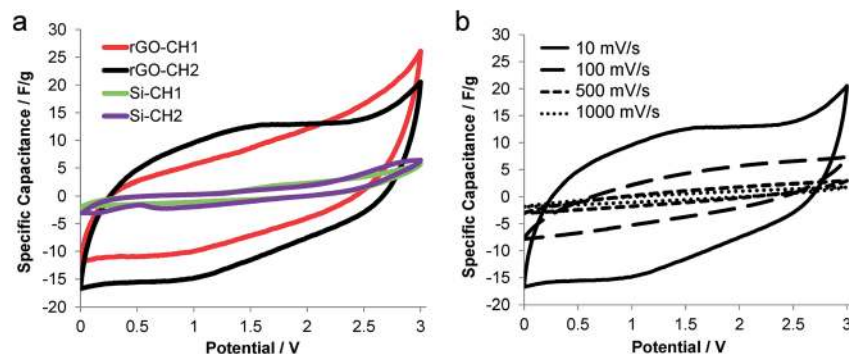 a
rGO-CH1
rGO-CH2
Si-CH1
Si-CH2
Specific Capacitance / F/g
30
25
20
15
10
5
0
-5
-10
-15
-20
0 0.5 1 1.5 2 2.5 3
Potential / V
b
10 mV/s
100 mV/s
500 mV/s
1000 mV/s
Specific Capacitance / F/g
30
25
20
15
10
5
0
-5
-10
-15
-20
0 0.5 1 1.5 2 2.5 3
Potential / V